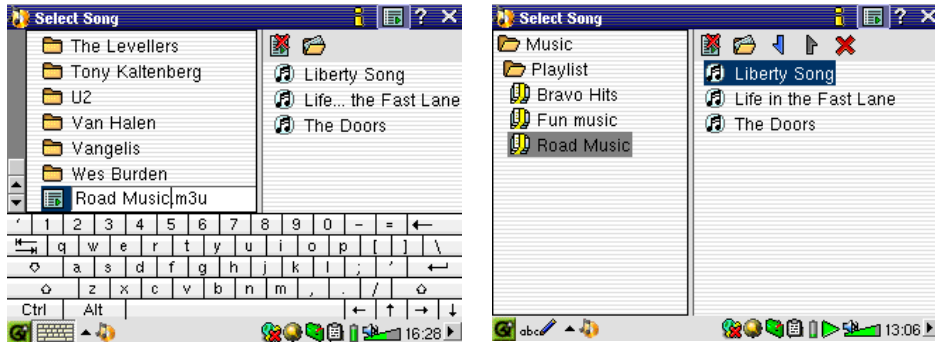 Select Song
?
The Levellers
Tony Kaltenberg
U2
Van Halen
Vangelis
Wes Burden
Road Music.m3u
Liberty Song
Life... the Fast Lane
The Doors
' 1 2 3 4 5 6 7 8 9 0 - =
q w e r t y u i o p [ ] \
a s d f g h j k l ; '
z x c v b n m , . /
Ctrl Alt
16:28
Select Song
?
Music
Playlist
Bravo Hits
Fun music
Road Music
Liberty Song
Life in the Fast Lane
The Doors
abc
13:06